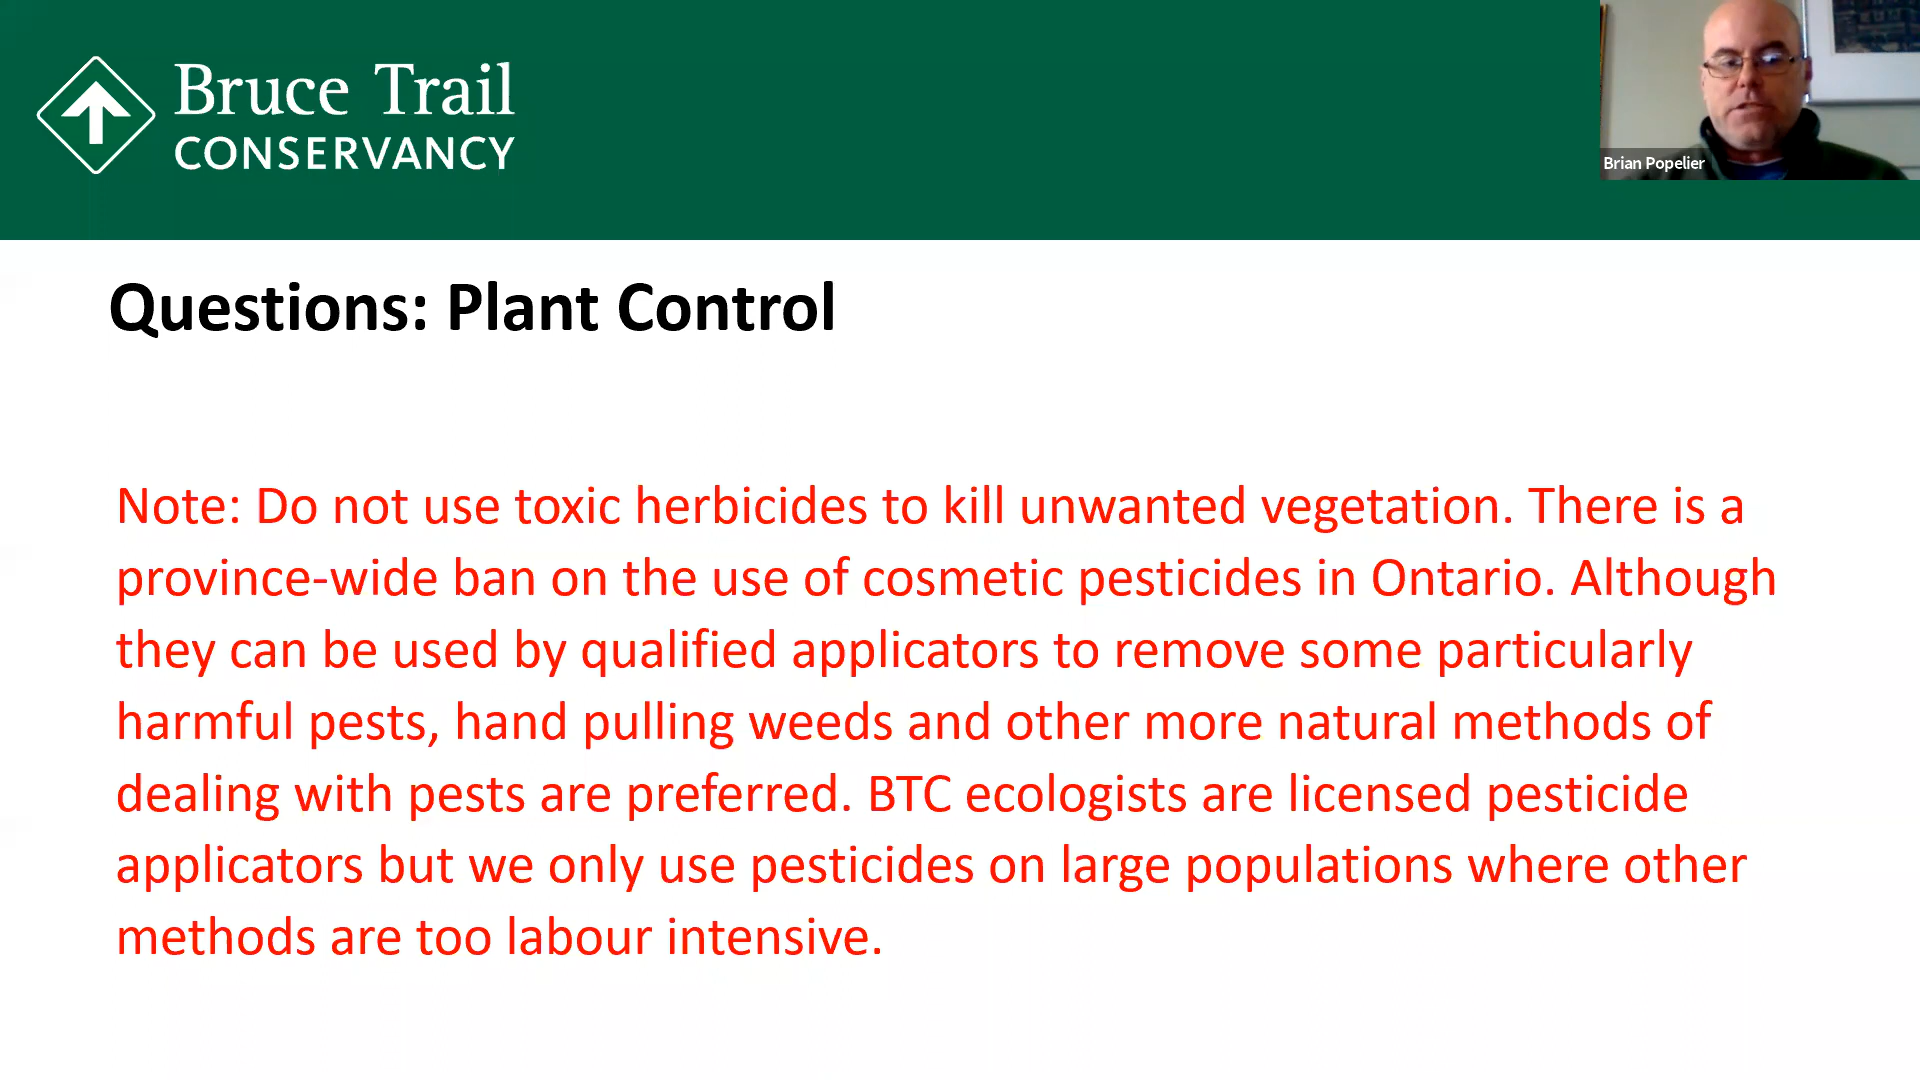 Bruce Trail
CONSERVANCY
Brian Popelier
Questions: Plant Control
Note: Do not use toxic herbicides to kill unwanted vegetation. There is a
province-wide ban on the use of cosmetic pesticides in Ontario. Although
they can be used by qualified applicators to remove some particularly
harmful pests, hand pulling weeds and other more natural methods of
dealing with pests are preferred. BTC ecologists are licensed pesticide
applicators but we only use pesticides on large populations where other
methods are too labour intensive.